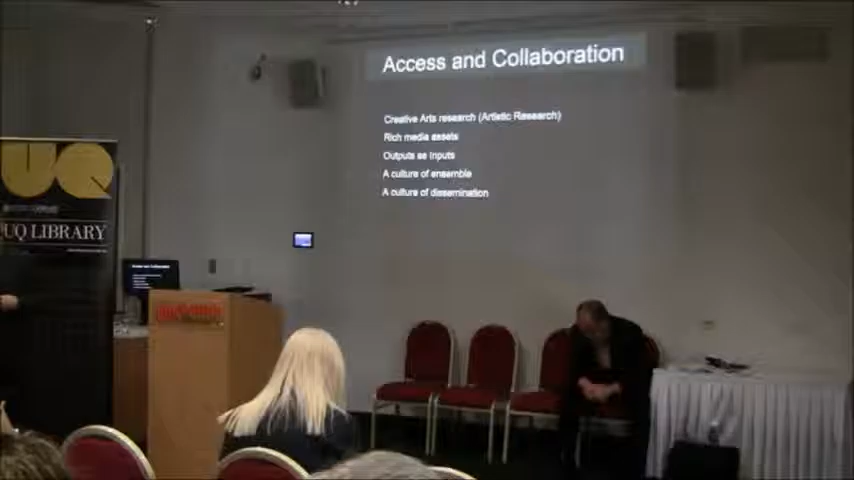 Access and Collaboration
Creative Arts research (Artistic Research)
Rich media assets
Outputs as Inputs
A culture of ensemble
A culture of dissemination
UQ
UQ LIBRARY